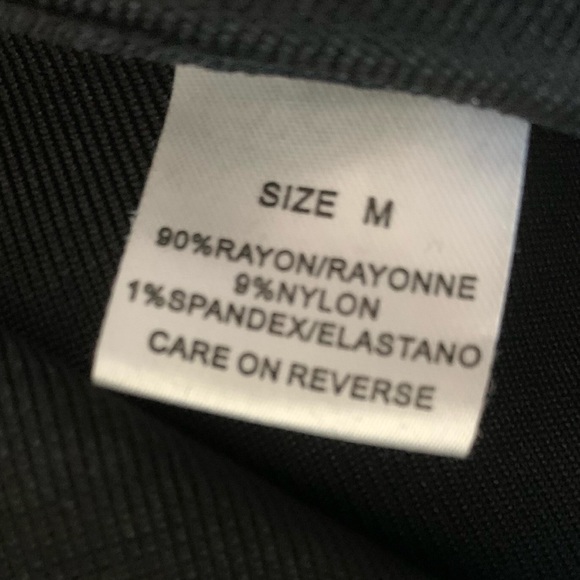 SIZE M
90%RAYON/RAYONNE
9%NYLON
1%SPANDEX/ELASTANO
CARE ON REVERSE